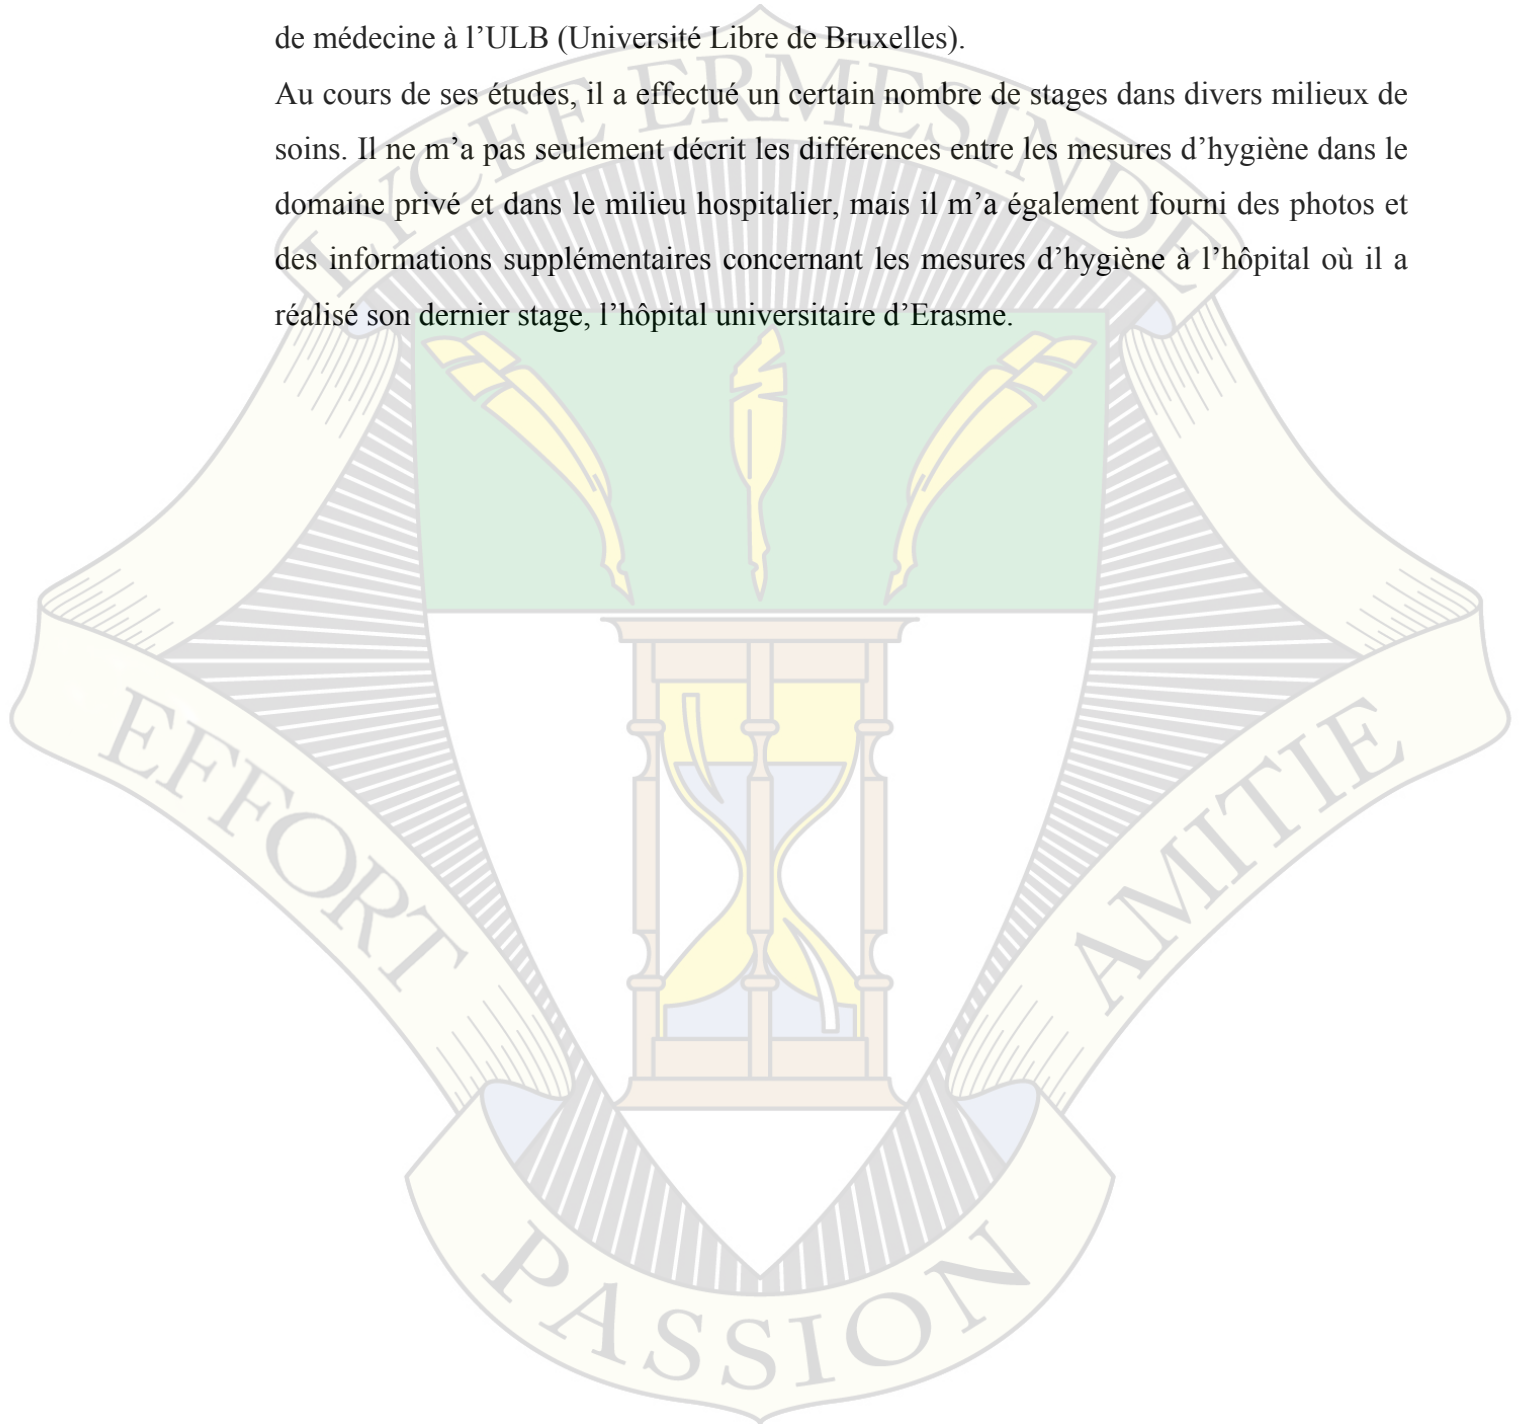 de médecine à l’ULB (Université Libre de Bruxelles).
Au cours de ses études, il a effectué un certain nombre de stages dans divers milieux de
soins. Il ne m’a pas seulement décrit les différences entre les mesures d’hygiène dans le
domaine privé et dans le milieu hospitalier, mais il m’a également fourni des photos et
des informations supplémentaires concernant les mesures d’hygiène à l’hôpital où il a
réalisé son dernier stage, l’hôpital universitaire d’Erasme.
LYCEE ERMESINDE
EFFORT
AMITIE
PASSION